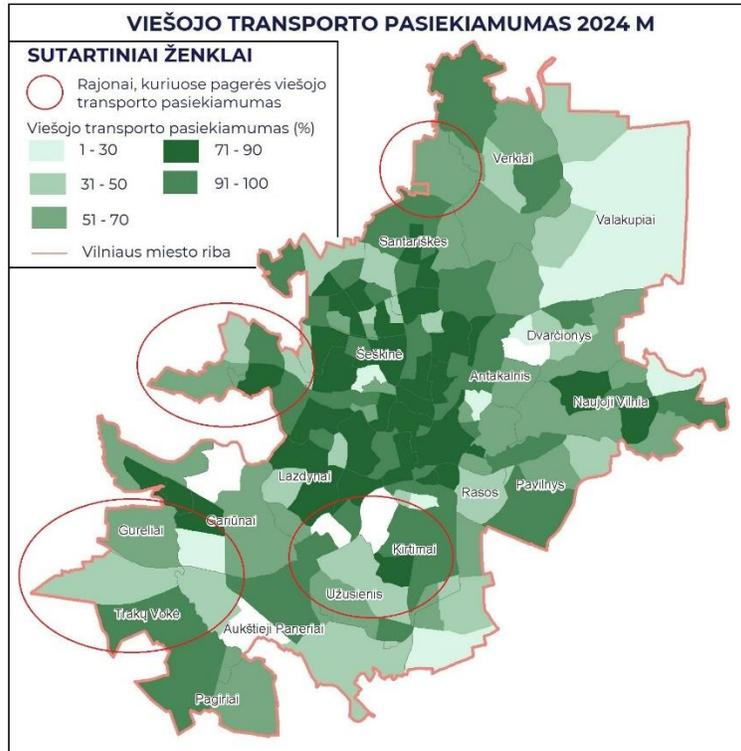 VIEŠOJO TRANSPORTO PASIEKIAMUMAS 2024 M
SUTARTINIAI ŽENKLAI
Rajonai, kuriuose pagerės viešojo
transporto pasiekiamumas
Viešojo transporto pasiekiamumas (%)
1 - 30
71 - 90
31 - 50
91 - 100
51 - 70
Vilniaus miesto riba
Verkiai
Valakupiai
Santariškės
Dvarčionys
Šeškinė
Antakalnis
Naujoji Vilnia
Lazdynai
Rasos
Pavilnys
Gariūnai
Gureliai
Kirtimai
Užusienis
Trakų Vokė
Aukštieji Paneriai
Pagiriai